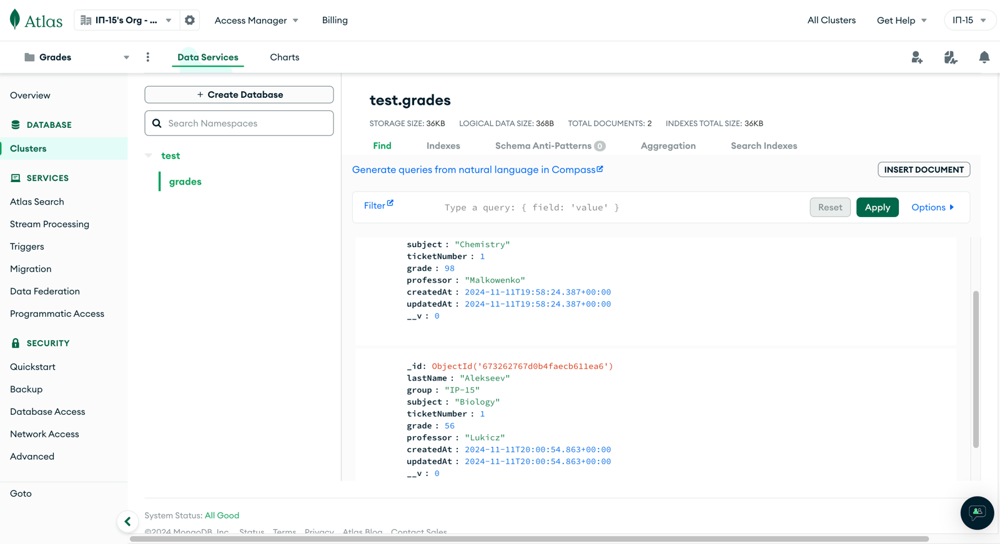 Atlas
ІП-15's Org - ...
Access Manager
Billing
All Clusters
Get Help
ІП-15
Grades
Data Services
Charts
Overview
DATABASE
Clusters
SERVICES
Atlas Search
Stream Processing
Triggers
Migration
Data Federation
Programmatic Access
SECURITY
Quickstart
Backup
Database Access
Network Access
Advanced
Goto
+ Create Database
Search Namespaces
test
grades
test.grades
STORAGE SIZE: 36KB LOGICAL DATA SIZE: 368B TOTAL DOCUMENTS: 2 INDEXES TOTAL SIZE: 36KB
Find Indexes Schema Anti-Patterns 0 Aggregation Search Indexes
Generate queries from natural language in Compass
INSERT DOCUMENT
Filter
Type a query: { field: 'value' }
Reset
Apply
Options
subject : "Chemistry"
ticketNumber : 1
grade : 98
professor : "Malkowenko"
createdAt : 2024-11-11T19:58:24.387+00:00
updatedAt : 2024-11-11T19:58:24.387+00:00
__v : 0
_id: ObjectId('673262767d0b4faecb611ea6')
lastName : "Alekseev"
group : "IP-15"
subject : "Biology"
ticketNumber : 1
grade : 56
professor : "Lukicz"
createdAt : 2024-11-11T20:00:54.863+00:00
updatedAt : 2024-11-11T20:00:54.863+00:00
__v : 0
System Status: All Good
©2024 MongoDB, Inc. Status Terms Privacy Atlas Blog Contact Sales